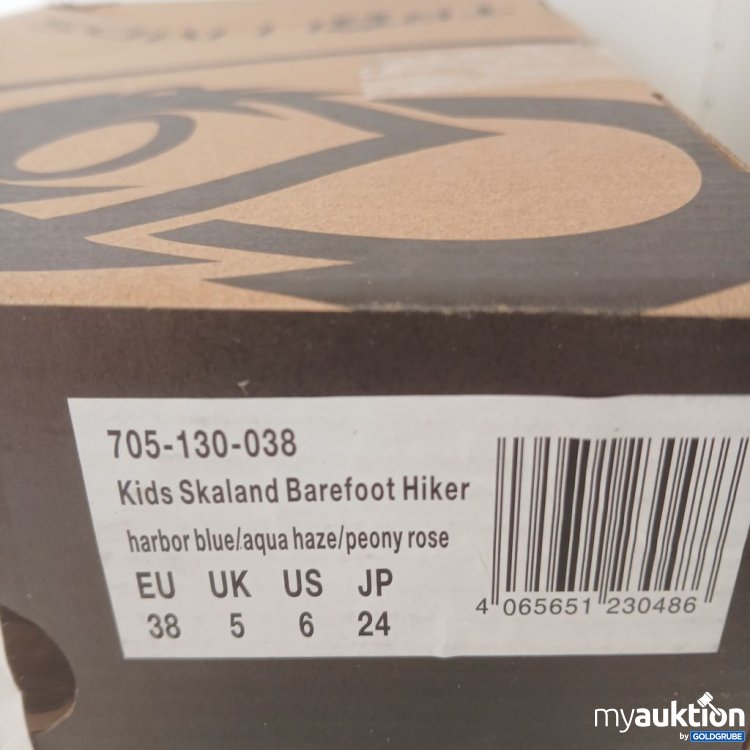 705-130-038
Kids Skaland Barefoot Hiker
harbor blue/aqua haze/peony rose
EU UK US JP
38 5 6 24
4 065651 230486
myauktion
by GOLDGRUBE